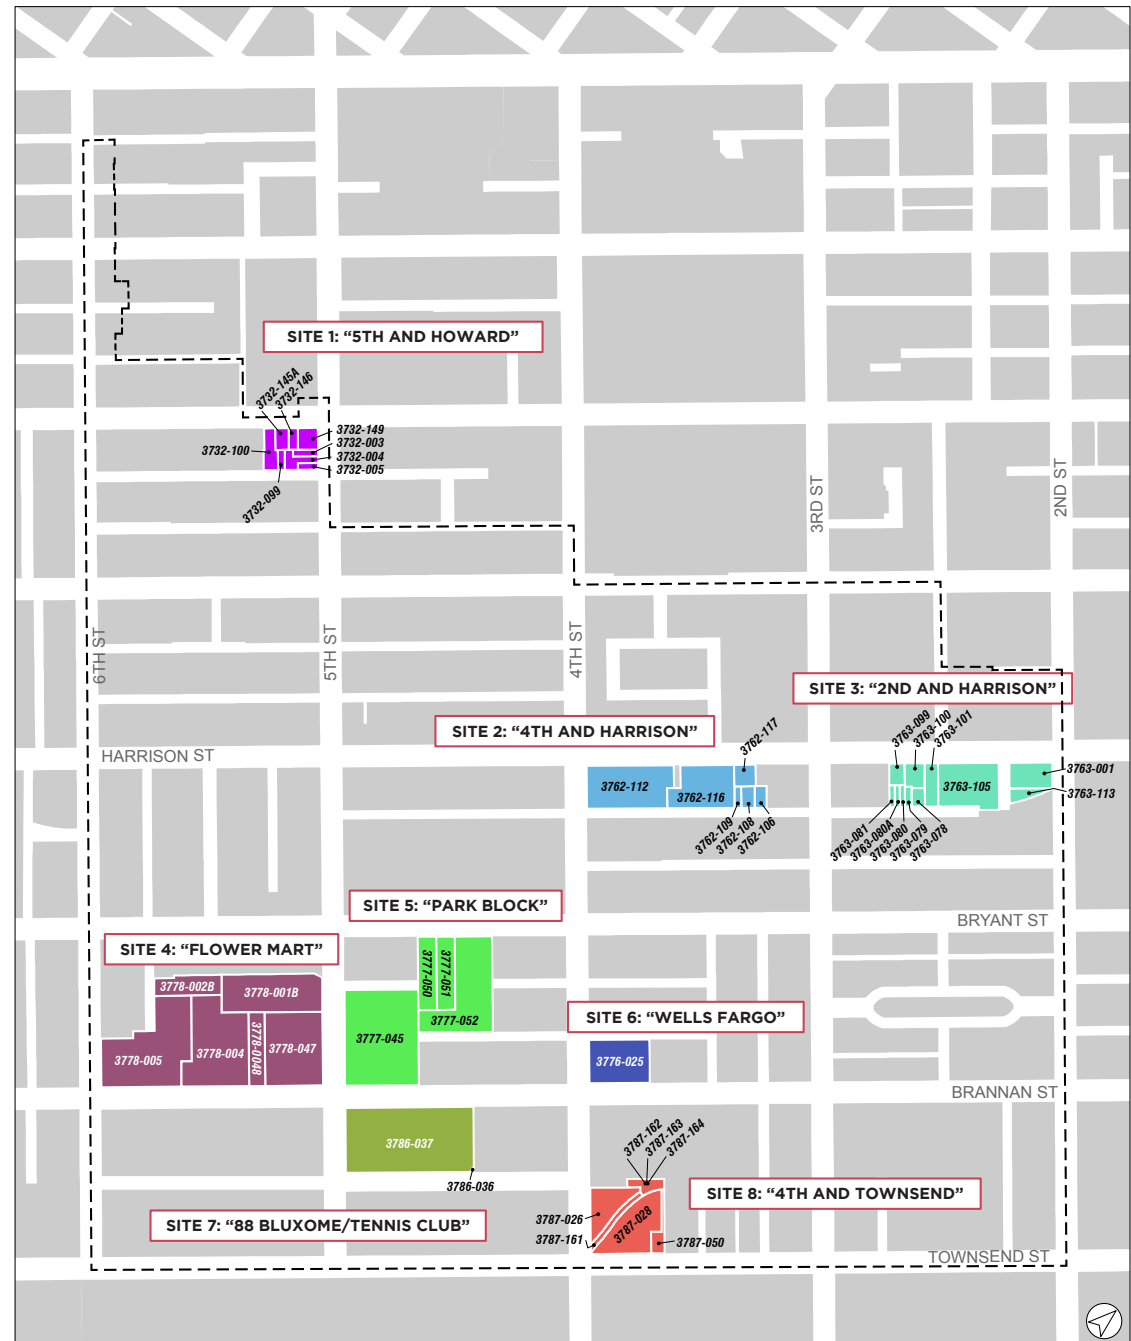 SITE 1: “5TH AND HOWARD”
3732-145A
3732-146
3732-149
3732-003
3732-004
3732-005
3732-100
3732-099
3RD ST
2ND ST
6TH ST
5TH ST
4TH ST
SITE 3: “2ND AND HARRISON”
SITE 2: “4TH AND HARRISON”
HARRISON ST
3762-117
3762-112
3762-116
3762-109
3762-108
3762-106
3763-099
3763-100
3763-101
3763-105
3763-001
3763-113
3763-081
3763-080A
3763-080
3763-079
3763-078
SITE 5: “PARK BLOCK”
BRYANT ST
SITE 4: “FLOWER MART”
3778-002B
3778-001B
3778-005
3778-004
3778-0048
3778-047
3777-050
3777-051
3777-052
3777-045
SITE 6: “WELLS FARGO”
3776-025
BRANNAN ST
3786-037
3786-036
3787-162
3787-163
3787-164
SITE 8: “4TH AND TOWNSEND”
SITE 7: “88 BLUXOME/TENNIS CLUB”
3787-026
3787-161
3787-028
3787-050
TOWNSEND ST